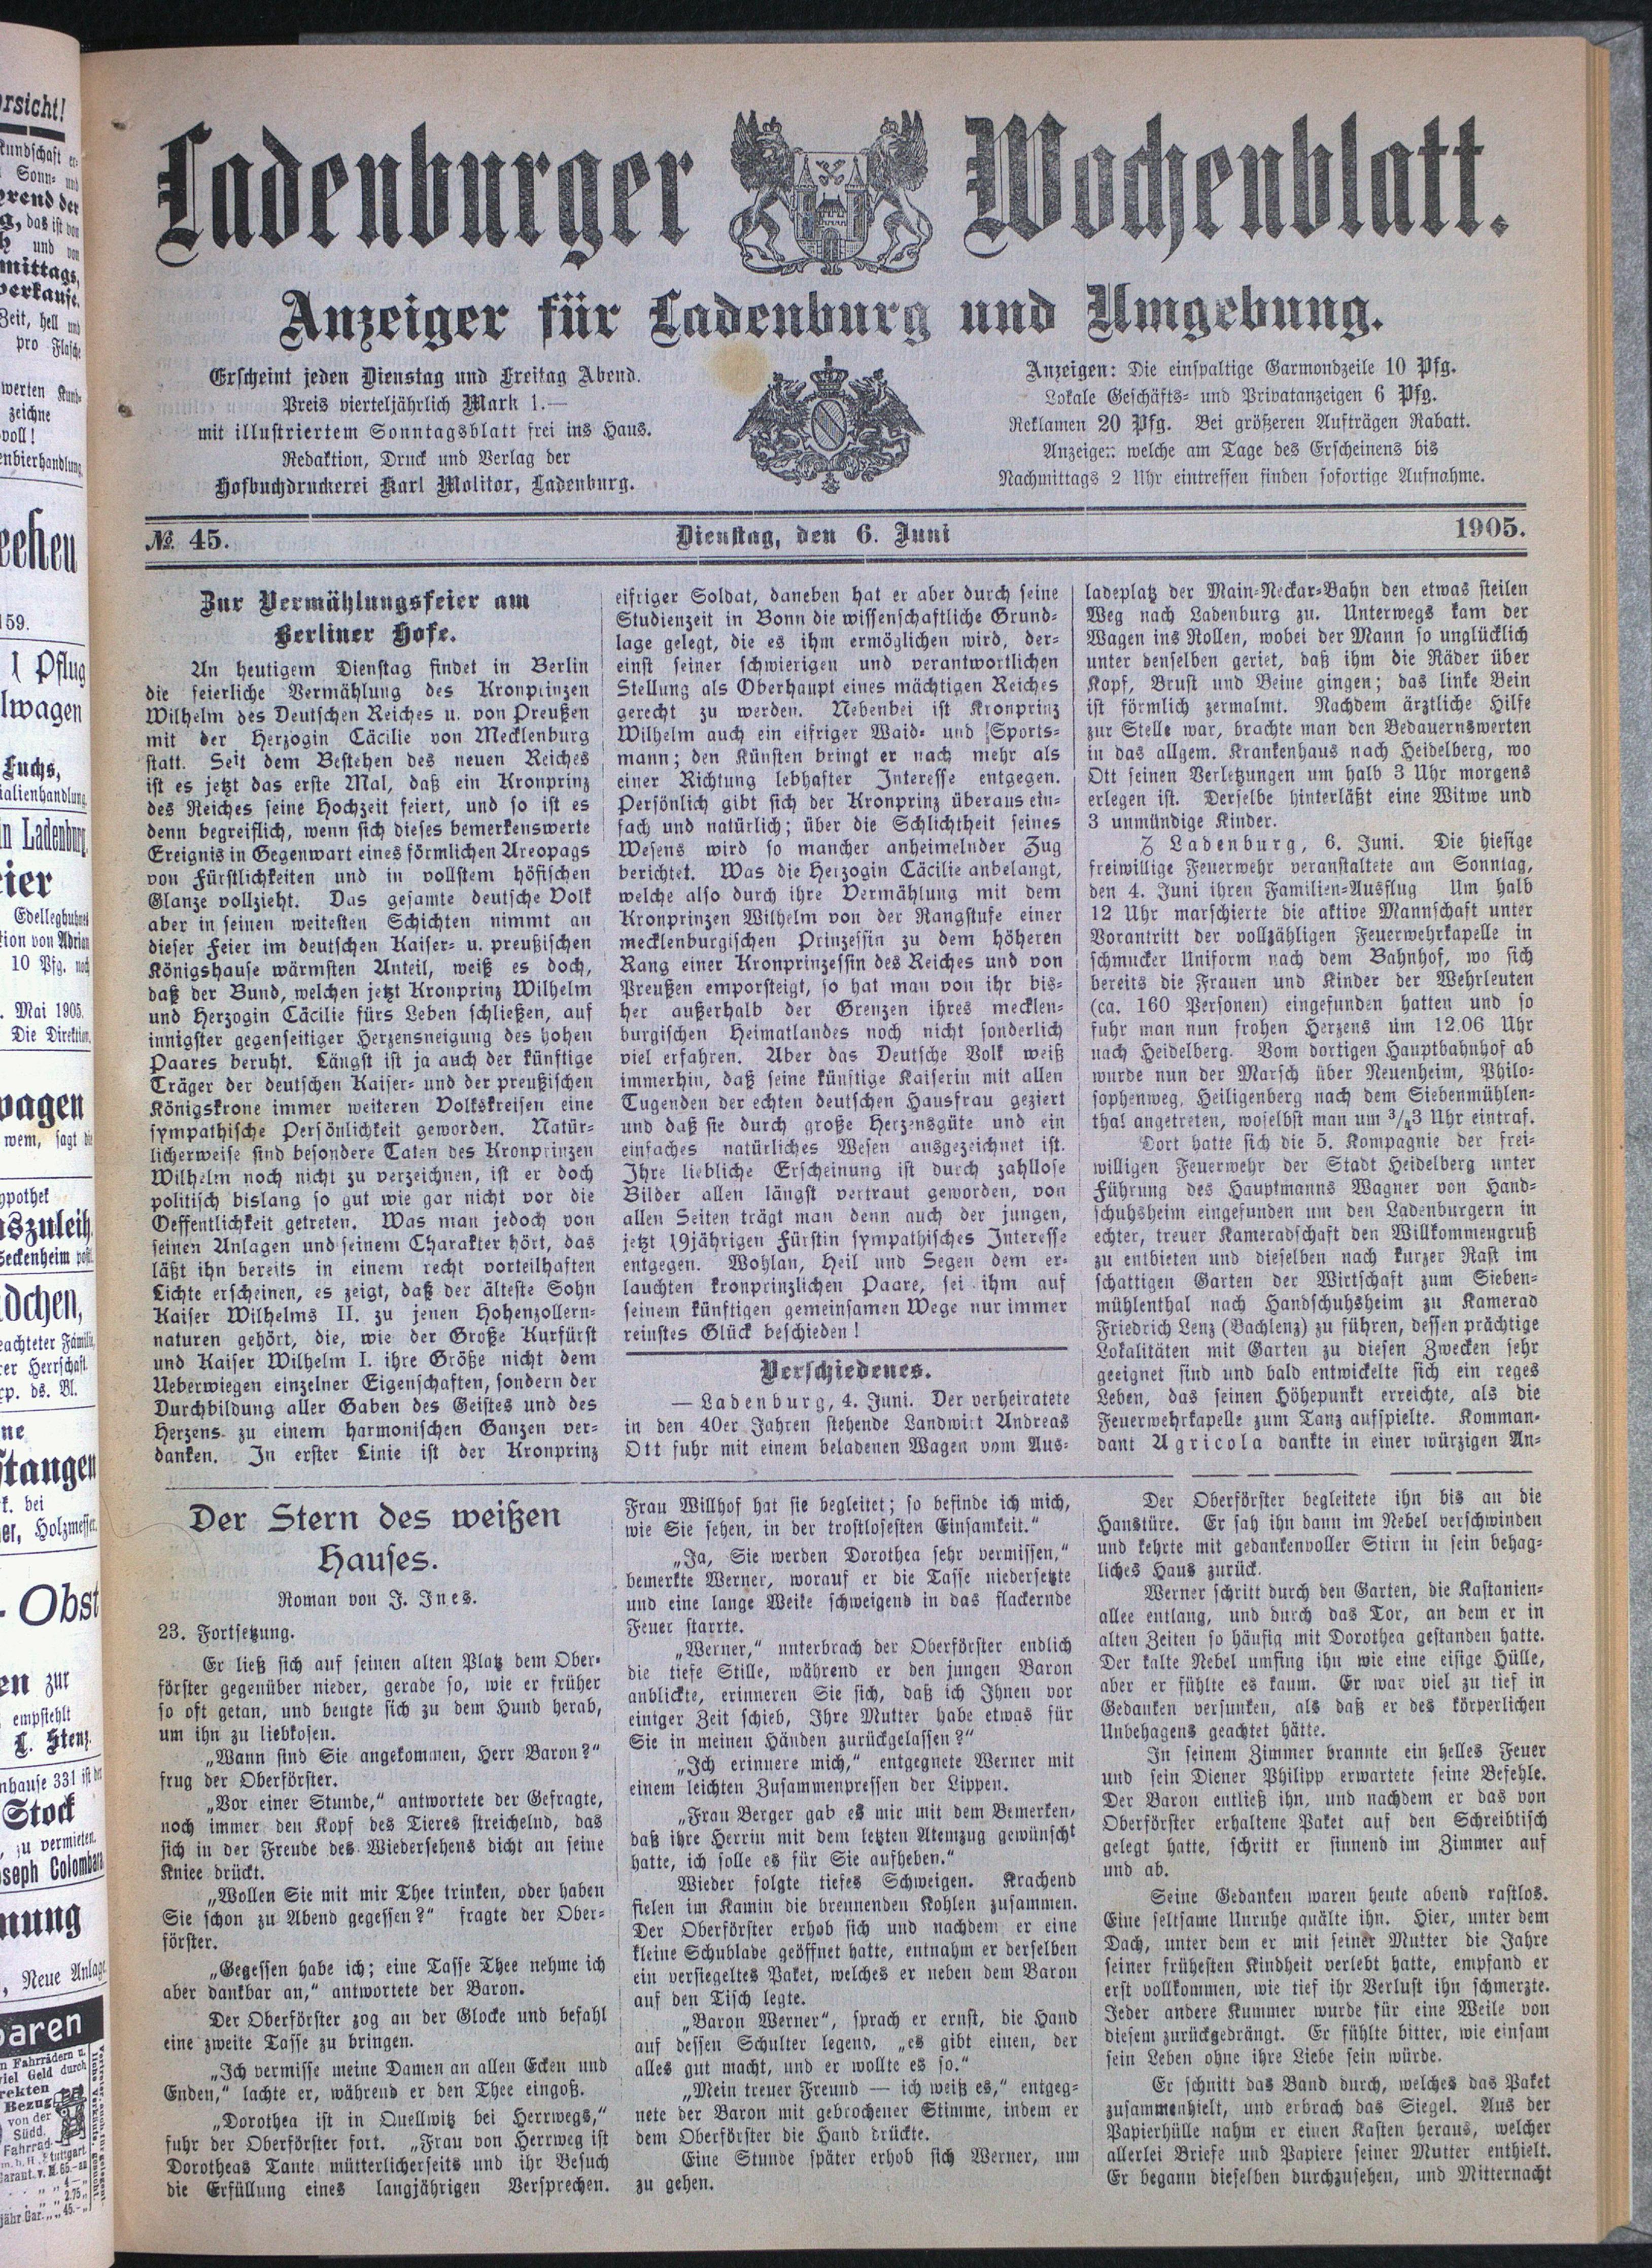 Ladenburger Wochenblatt.
Anzeiger für Ladenburg und Umgebung.
Erscheint jeden Dienstag und Freitag Abend.
Preis vierteljährlich Mark 1.—
mit illustriertem Sonntagsblatt frei ins Haus.
Redaktion, Druck und Verlag der
Hofbuchdruckerei Karl Molitor, Ladenburg.
Anzeigen: Die einspaltige Garmondzeile 10 Pfg.
Lokale Geschäfts- und Privatanzeigen 6 Pfg.
Reklamen 20 Pfg. Bei größeren Aufträgen Rabatt.
Anzeigen welche am Tage des Erscheinens bis
Nachmittags 2 Uhr eintreffen finden sofortige Aufnahme.
№ 45. Dienstag, den 6. Juni 1905.
Zur Vermählungsfeier am
Berliner Hofe.
An heutigem Dienstag findet in Berlin
die feierliche Vermählung des Kronprinzen
Wilhelm des Deutschen Reiches u. von Preußen
mit der Herzogin Cäcilie von Mecklenburg
statt. Seit dem Bestehen des neuen Reiches
ist es jetzt das erste Mal, daß ein Kronprinz
des Reiches seine Hochzeit feiert, und so ist es
denn begreiflich, wenn sich dieses bemerkenswerte
Ereignis in Gegenwart eines förmlichen Areopags
von Fürstlichkeiten und in vollstem höfischen
Glanze vollzieht. Das gesamte deutsche Volk
aber in seinen weitesten Schichten nimmt an
dieser Feier im deutschen Kaiser- u. preußischen
Königshause wärmsten Anteil, weiß es doch,
daß der Bund, welchen jetzt Kronprinz Wilhelm
und Herzogin Cäcilie fürs Leben schließen, auf
innigster gegenseitiger Herzensneigung des hohen
Paares beruht. Längst ist ja auch der künftige
Träger der deutschen Kaiser- und der preußischen
Königskrone immer weiteren Volkskreisen eine
sympathische Persönlichkeit geworden. Natür-
licherweise sind besondere Taten des Kronprinzen
Wilhelm noch nicht zu verzeichnen, ist er doch
politisch bislang so gut wie gar nicht vor die
Oeffentlichkeit getreten. Was man jedoch von
seinen Anlagen und seinem Charakter hört, das
läßt ihn bereits in einem recht vorteilhaften
Lichte erscheinen, es zeigt, daß der älteste Sohn
Kaiser Wilhelms II. zu jenen Hohenzollern-
naturen gehört, die, wie der Große Kurfürst
und Kaiser Wilhelm I. ihre Größe nicht dem
Ueberwiegen einzelner Eigenschaften, sondern der
Durchbildung aller Gaben des Geistes und des
Herzens zu einem harmonischen Ganzen ver-
danken. In erster Linie ist der Kronprinz
eifriger Soldat, daneben hat er aber durch seine
Studienzeit in Bonn die wissenschaftliche Grund-
lage gelegt, die es ihm ermöglichen wird, der-
einst seiner schwierigen und verantwortlichen
Stellung als Oberhaupt eines mächtigen Reiches
gerecht zu werden. Nebenbei ist Kronprinz
Wilhelm auch ein eifriger Waid- und Sports-
mann; den Künsten bringt er nach mehr als
einer Richtung lebhafter Interesse entgegen.
Persönlich gibt sich der Kronprinz überaus ein-
fach und natürlich; über die Schlichtheit seines
Wesens wird so mancher anheimelnder Zug
berichtet. Was die Herzogin Cäcilie anbelangt,
welche also durch ihre Vermählung mit dem
Kronprinzen Wilhelm von der Rangstufe einer
mecklenburgischen Prinzessin zu dem höheren
Rang einer Kronprinzessin des Reiches und von
Preußen emporsteigt, so hat man von ihr bis-
her außerhalb der Grenzen ihres mecklen-
burgischen Heimatlandes noch nicht sonderlich
viel erfahren. Aber das Deutsche Volk weiß
immerhin, daß seine künftige Kaiserin mit allen
Tugenden der echten deutschen Hausfrau geziert
und daß sie durch große Herzensgüte und ein
einfaches natürliches Wesen ausgezeichnet ist.
Ihre liebliche Erscheinung ist durch zahllose
Bilder allen längst vertraut geworden, von
allen Seiten trägt man denn auch der jungen,
jetzt 19jährigen Fürstin sympathisches Interesse
entgegen. Wohlan, Heil und Segen dem er-
lauchten kronprinzlichen Paare, sei ihm auf
seinem künftigen gemeinsamen Wege nur immer
reinstes Glück beschieden!
Verschiedenes.
— Ladenburg, 4. Juni. Der verheiratete
in den 40er Jahren stehende Landwirt Andreas
Ott fuhr mit einem beladenen Wagen vom Aus-
ladeplatz der Main-Neckar-Bahn den etwas steilen
Weg nach Ladenburg zu. Unterwegs kam der
Wagen ins Rollen, wobei der Mann so unglücklich
unter denselben geriet, daß ihm die Räder über
Kopf, Brust und Beine gingen; das linke Bein
ist förmlich zermalmt. Nachdem ärztliche Hilfe
zur Stelle war, brachte man den Bedauernswerten
in das allgem. Krankenhaus nach Heidelberg, wo
Ott seinen Verletzungen um halb 3 Uhr morgens
erlegen ist. Derselbe hinterläßt eine Witwe und
3 unmündige Kinder.
Ladenburg, 6. Juni. Die hiesige
freiwillige Feuerwehr veranstaltete am Sonntag,
den 4. Juni ihren Familien-Ausflug Um halb
12 Uhr marschierte die aktive Mannschaft unter
Vorantritt der vollzähligen Feuerwehrkapelle in
schmucker Uniform nach dem Bahnhof, wo sich
bereits die Frauen und Kinder der Wehrleuten
(ca. 160 Personen) eingefunden hatten und so
fuhr man nun frohen Herzens um 12.06 Uhr
nach Heidelberg. Vom dortigen Hauptbahnhof ab
wurde nun der Marsch über Neuenheim, Philo-
sophenweg, Heiligenberg nach dem Siebenmühlen-
thal angetreten, woselbst man um ³/₄3 Uhr eintraf.
Dort hatte sich die 5. Kompagnie der frei-
willigen Feuerwehr der Stadt Heidelberg unter
Führung des Hauptmanns Wagner von Hand-
schuhsheim eingefunden um den Ladenburgern in
echter, treuer Kameradschaft den Willkommengruß
zu entbieten und dieselben nach kurzer Rast im
schattigen Garten der Wirtschaft zum Sieben-
mühlenthal nach Handschuhsheim zu Kamerad
Friedrich Lenz (Bachlenz) zu führen, dessen prächtige
Lokalitäten mit Garten zu diesen Zwecken sehr
geeignet sind und bald entwickelte sich ein reges
Leben, das seinen Höhepunkt erreichte, als die
Feuerwehrkapelle zum Tanz aufspielte. Komman-
dant Agricola dankte in einer würzigen An-
Der Stern des weißen
Hauses.
Roman von J. Ines.
23. Fortsetzung.
Er ließ sich auf seinen alten Platz dem Ober-
förster gegenüber nieder, gerade so, wie er früher
so oft getan, und beugte sich zu dem Hund herab,
um ihn zu liebkosen.
„Wann sind Sie angekommen, Herr Baron?“
frug der Oberförster.
„Vor einer Stunde,“ antwortete der Gefragte,
noch immer den Kopf des Tieres streichelnd, das
sich in der Freude des Wiedersehens dicht an seine
Kniee drückt.
„Wollen Sie mit mir Thee trinken, oder haben
Sie schon zu Abend gegessen?“ fragte der Ober-
förster.
„Gegessen habe ich; eine Tasse Thee nehme ich
aber dankbar an,“ antwortete der Baron.
Der Oberförster zog an der Glocke und befahl
eine zweite Tasse zu bringen.
„Ich vermisse meine Damen an allen Ecken und
Enden,“ lachte er, während er den Thee eingoß.
„Dorothea ist in Quellwitz bei Herrwegs,“
fuhr der Oberförster fort. „Frau von Herrweg ist
Dorotheas Tante mütterlicherseits und ihr Besuch
die Erfüllung eines langjährigen Versprechen.
Frau Willhof hat sie begleitet; so befinde ich mich,
wie Sie sehen, in der trostlosesten Einsamkeit.“
„Ja, Sie werden Dorothea sehr vermissen,“
bemerkte Werner, worauf er die Tasse niedersetzte
und eine lange Weile schweigend in das flackernde
Feuer starrte.
„Werner,“ unterbrach der Oberförster endlich
die tiefe Stille, während er den jungen Baron
anblickte, erinneren Sie sich, daß ich Ihnen vor
einiger Zeit schieb, Ihre Mutter habe etwas für
Sie in meinen Händen zurückgelassen?“
„Ich erinnere mich,“ entgegnete Werner mit
einem leichten Zusammenpressen der Lippen.
„Frau Berger gab es mir mit dem Bemerken,
daß ihre Herrin mit dem letzten Atemzug gewünscht
hatte, ich solle es für Sie aufheben.“
Wieder folgte tiefes Schweigen. Krachend
fielen im Kamin die brennenden Kohlen zusammen.
Der Oberförster erhob sich und nachdem er eine
kleine Schublade geöffnet hatte, entnahm er derselben
ein versiegeltes Paket, welches er neben dem Baron
auf den Tisch legte.
„Baron Werner“, sprach er ernst, die Hand
auf dessen Schulter legend, „es gibt einen, der
alles gut macht, und er wollte es so.“
„Mein treuer Freund — ich weiß es,“ entgeg-
nete der Baron mit gebrochener Stimme, indem er
dem Oberförster die Hand drückte.
Eine Stunde später erhob sich Werner, um
zu gehen.
Der Oberförster begleitete ihn bis an die
Haustüre. Er sah ihn dann im Nebel verschwinden
und kehrte mit gedankenvoller Stirn in sein behag-
liches Haus zurück.
Werner schritt durch den Garten, die Kastanien-
allee entlang, und durch das Tor, an dem er in
alten Zeiten so häufig mit Dorothea gestanden hatte.
Der kalte Nebel umfing ihn wie eine eisige Hülle,
aber er fühlte es kaum. Er war viel zu tief in
Gedanken versunken, als daß er des körperlichen
Unbehagens geachtet hätte.
In seinem Zimmer brannte ein helles Feuer
und sein Diener Philipp erwartete seine Befehle.
Der Baron entließ ihn, und nachdem er das von
Oberförster erhaltene Paket auf den Schreibtisch
gelegt hatte, schritt er sinnend im Zimmer auf
und ab.
Seine Gedanken waren heute abend rastlos.
Eine seltsame Unruhe quälte ihn. Hier, unter dem
Dach, unter dem er mit seiner Mutter die Jahre
seiner frühesten Kindheit verlebt hatte, empfand er
erst vollkommen, wie tief ihr Verlust ihn schmerzte.
Jeder andere Kummer wurde für eine Weile von
diesem zurückgedrängt. Er fühlte bitter, wie einsam
sein Leben ohne ihre Liebe sein würde.
Er schnitt das Band durch, welches das Paket
zusammenhielt, und erbrach das Siegel. Aus der
Papierhülle nahm er einen Kasten heraus, welcher
allerlei Briefe und Papiere seiner Mutter enthielt.
Er begann dieselben durchzusehen, und Mitternacht